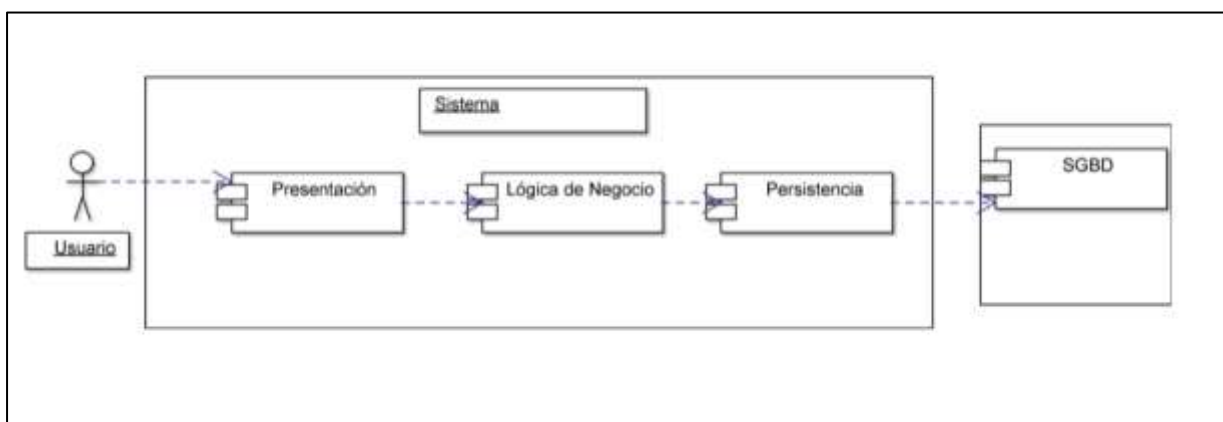 Sistema
SGBD
Presentación
Lógica de Negocio
Persistencia
Usuario